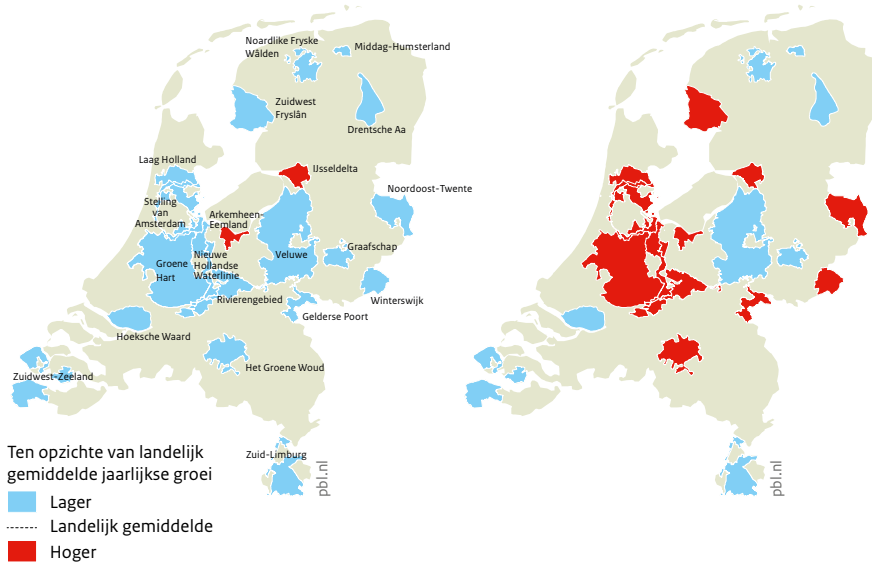 Noardlike Fryske
Wâlden
Middag-Humsterland
Zuidwest
Fryslân
Drentsche Aa
Laag Holland
IJsseldelta
Noordoost-Twente
Stelling
van
Amsterdam
Arkemheen-
Eemland
Graafschap
P
Nieuwe
Hollandse
Waterlinie
Veluwe
Groene
Hart
Rivierengebied
Winterswijk
Gelderse Poort
Hoeksche Waard
Het Groene Woud
Zuidwest-Zeeland
Zuid-Limburg
Ten opzichte van landelijk
gemiddelde jaarlijkse groei
Lager
Landelijk gemiddelde
Hoger
pbl.nl
pbl.nl